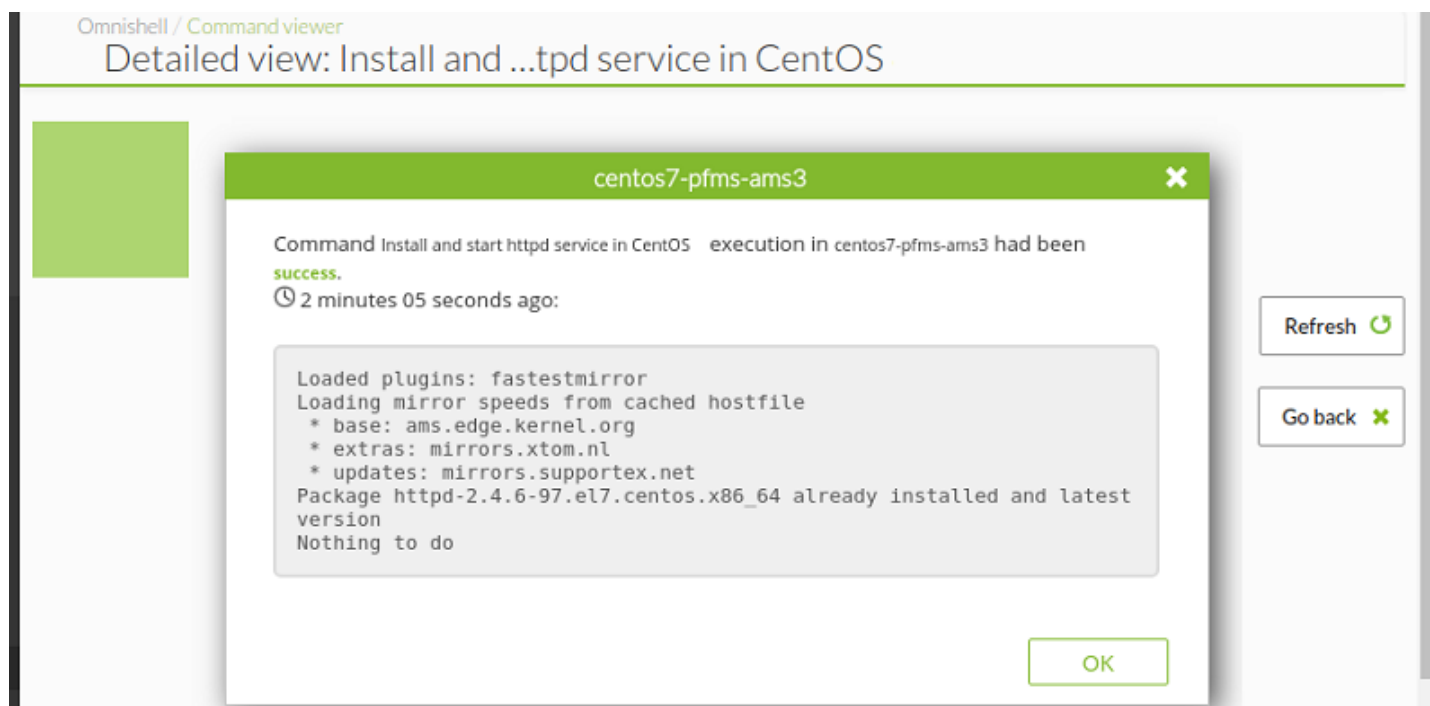 Omnishell / Command viewer
Detailed view: Install and ...tpd service in CentOS
centos7-pfms-ams3
Command Install and start httpd service in CentOS execution in centos7-pfms-ams3 had been
success.
2 minutes 05 seconds ago:
Loaded plugins: fastestmirror
Loading mirror speeds from cached hostfile
* base: ams.edge.kernel.org
* extras: mirrors.xtom.nl
* updates: mirrors.supportex.net
Package httpd-2.4.6-97.el7.centos.x86_64 already installed and latest
version
Nothing to do
OK
Refresh
Go back